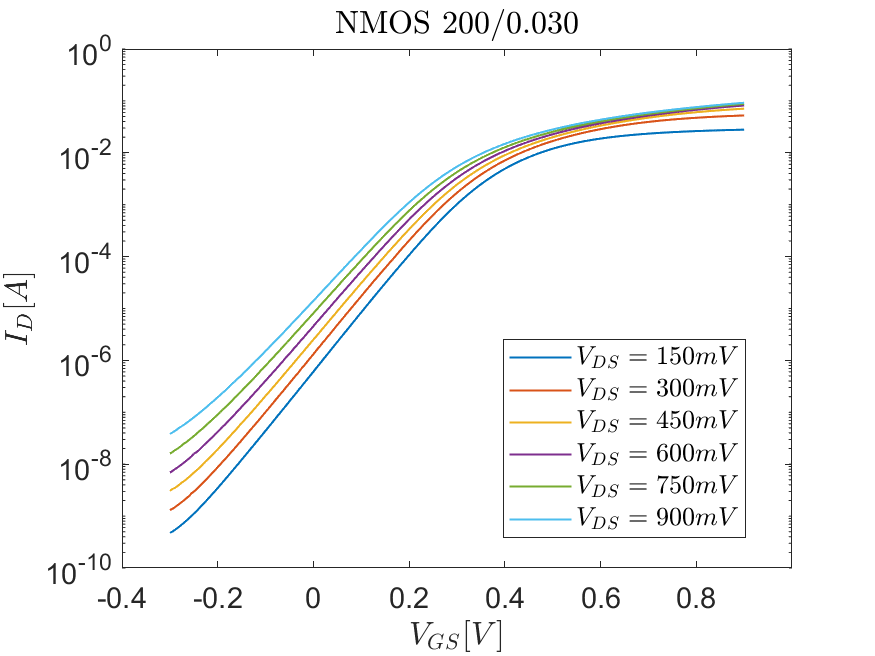 NMOS 200/0.030
10^0
10^-2
10^-4
10^-6
10^-8
10^-10
I_D[A]
V_DS = 150mV
V_DS = 300mV
V_DS = 450mV
V_DS = 600mV
V_DS = 750mV
V_DS = 900mV
-0.4 -0.2 0 0.2 0.4 0.6 0.8
V_GS[V]